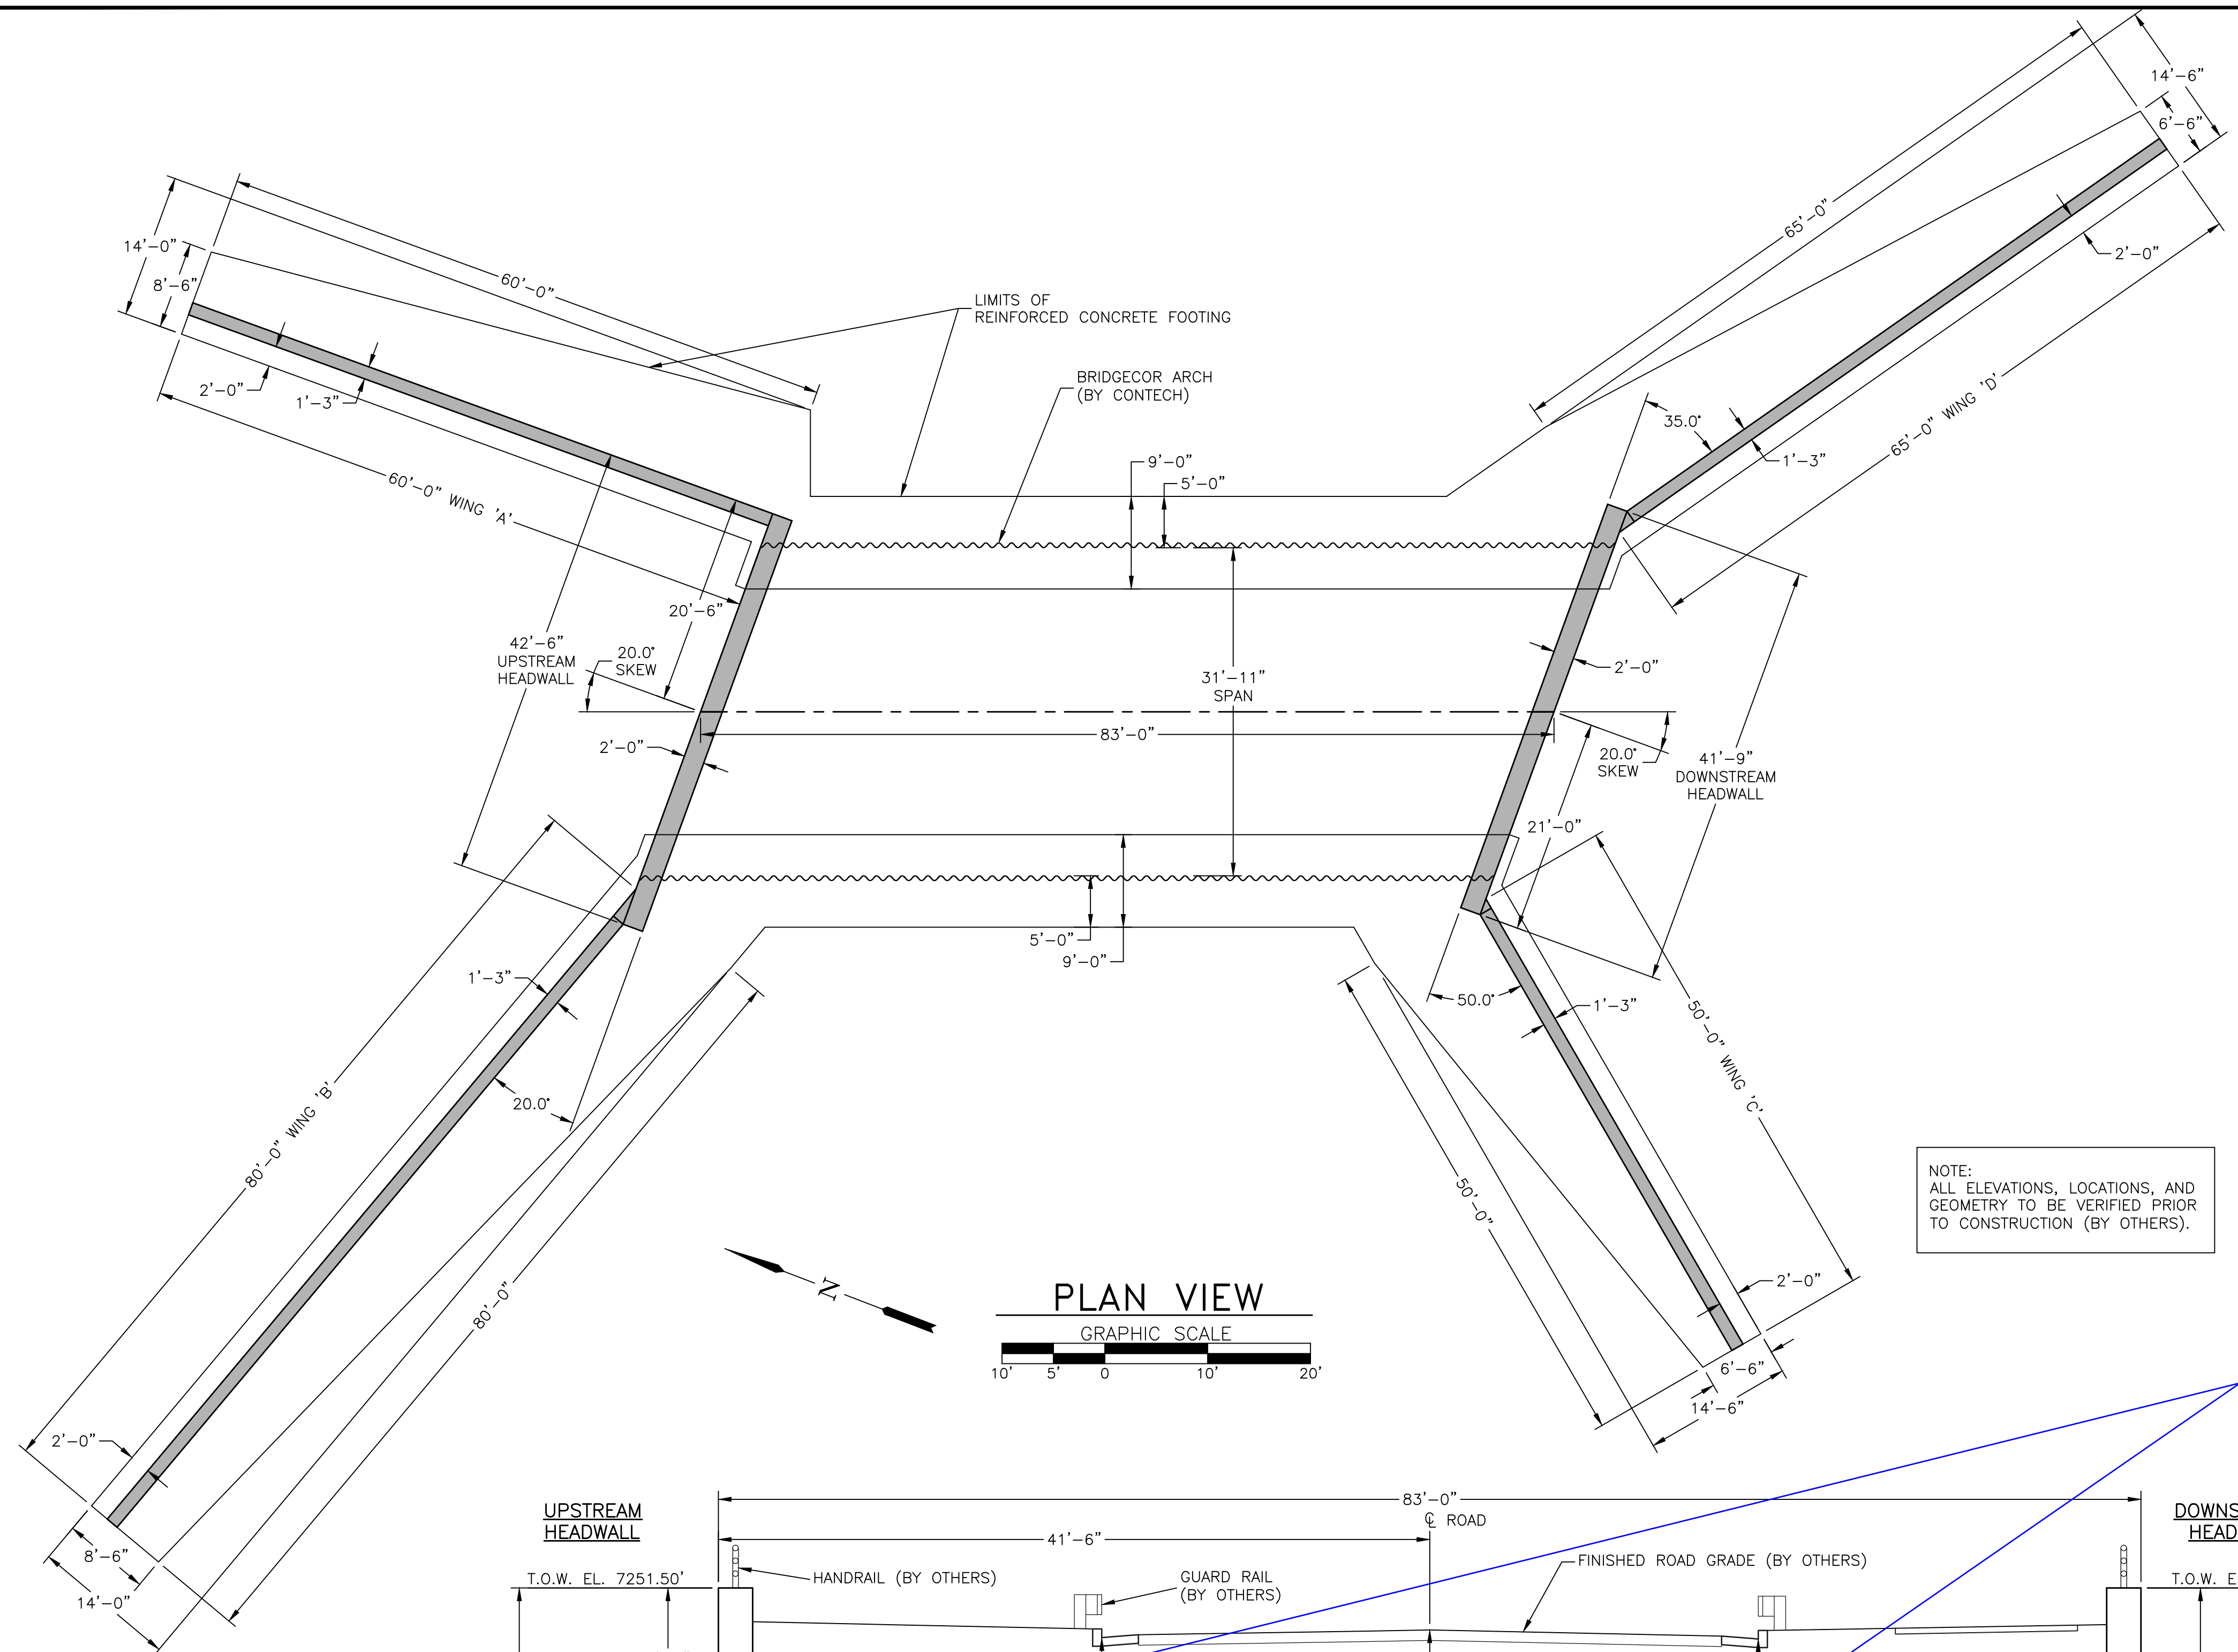 14'-6"
6'-6"
65'-0"
2'-0"
14'-0"
8'-6"
60'-0"
LIMITS OF
REINFORCED CONCRETE FOOTING
BRIDGECOR ARCH
(BY CONTECH)
2'-0"
1'-3"
35.0°
1'-3"
65'-0" WING 'D'
60'-0" WING 'A'
9'-0"
5'-0"
20'-6"
42'-6"
UPSTREAM
HEADWALL
20.0°
SKEW
31'-11"
SPAN
2'-0"
2'-0"
83'-0"
20.0°
SKEW
41'-9"
DOWNSTREAM
HEADWALL
21'-0"
5'-0"
9'-0"
1'-3"
50.0°
1'-3"
50'-0" WING 'C'
20.0°
80'-0" WING 'B'
50'-0"
NOTE:
ALL ELEVATIONS, LOCATIONS, AND
GEOMETRY TO BE VERIFIED PRIOR
TO CONSTRUCTION (BY OTHERS).
N
80'-0"
2'-0"
PLAN VIEW
GRAPHIC SCALE
10' 5' 0 10' 20'
6'-6"
14'-6"
2'-0"
8'-6"
14'-0"
UPSTREAM
HEADWALL
83'-0"
℄ ROAD
41'-6"
DOWNS
HEAD
HANDRAIL (BY OTHERS)
GUARD RAIL
(BY OTHERS)
FINISHED ROAD GRADE (BY OTHERS)
T.O.W. EL. 7251.50'
T.O.W. E